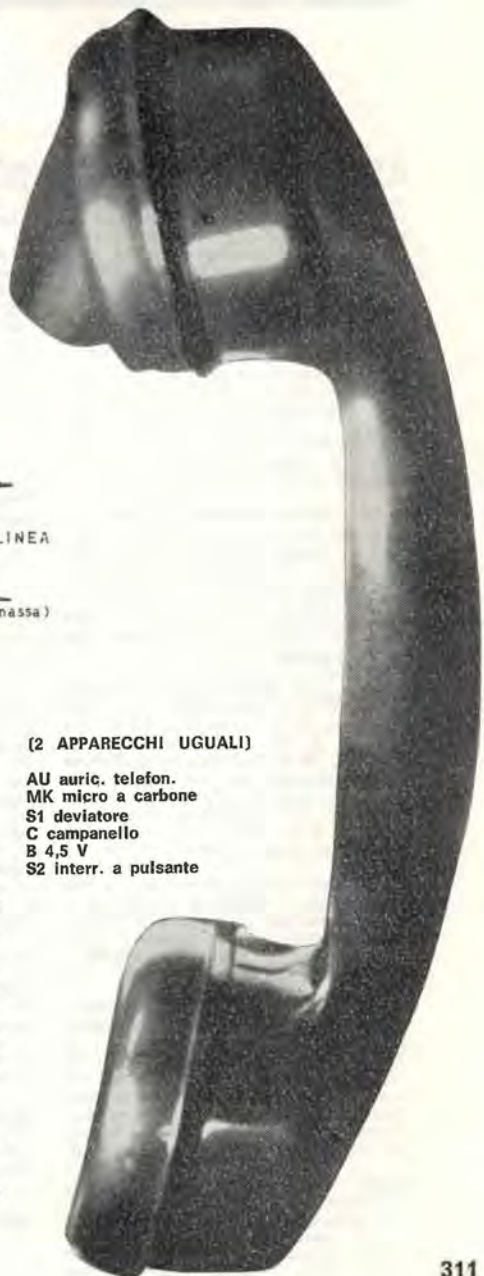 LINEA
massa)
(2 APPARECCHI UGUALI)
AU auric. telefon.
MK micro a carbone
S1 deviatore
C campanello
B 4,5 V
S2 interr. a pulsante
311